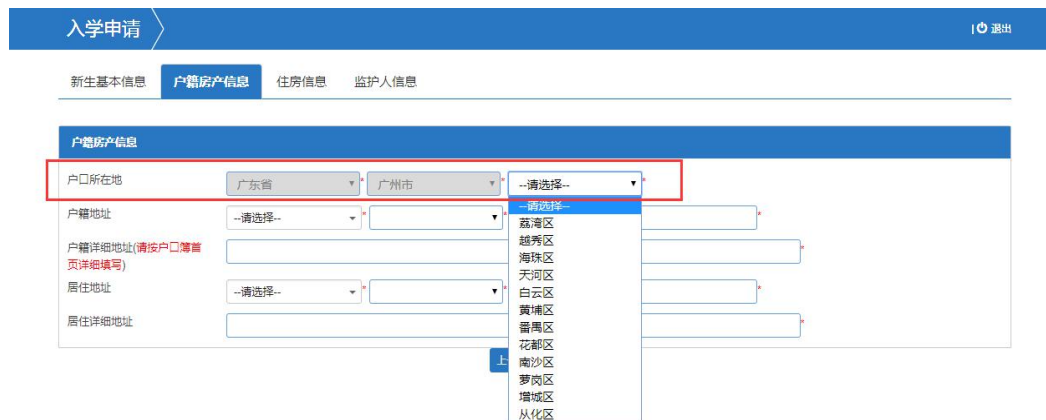 入学申请 退出
新生基本信息 户籍房产信息 住房信息 监护人信息
户籍房产信息
户口所在地 广东省 * 广州市 * --请选择-- *
户籍地址 --请选择-- * * *
--请选择--
荔湾区
越秀区
海珠区
天河区
白云区
黄埔区
番禺区
花都区
南沙区
萝岗区
增城区
从化区
户籍详细地址(请按户口簿首
页详细填写) *
居住地址 --请选择-- * * *
居住详细地址 *
上